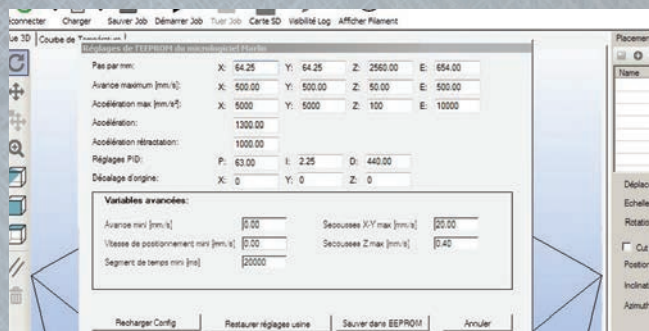 connecter Charger Sauver Job Démarrer Job Tuer Job Carte SD Visibilité Log Afficher Filament
ue 3D Courbe de
Placement
Réglages de l'EEPROM du micrologiciel Marlin
Name
Pas par mm: X: 64.25 Y: 64.25 Z: 2560.00 E: 654.00
Avance maximum [mm/s]: X: 500.00 Y: 500.00 Z: 50.00 E: 500.00
Accélération max [mm/s²]: X: 5000 Y: 5000 Z: 100 E: 10000
Accélération: 1300.00
Accélération rétractation: 1000.00
Réglages PID: P: 63.00 I: 2.25 D: 440.00
Décalage d'origine: X: 0 Y: 0 Z: 0
Variables avancées:
Avance mini [mm/s] 0.00 Secousses X-Y max [mm/s] 20.00
Vitesse de positionnement mini [mm/s] 0.00 Secousses Z max [mm/s] 0.40
Segment de temps mini [ms] 20000
Déplac
Echelle
Rotatio
Cut
Position
Inclinat
Azimuth
Recharger Config Restaurer réglages usine Sauver dans EEPROM Annuler